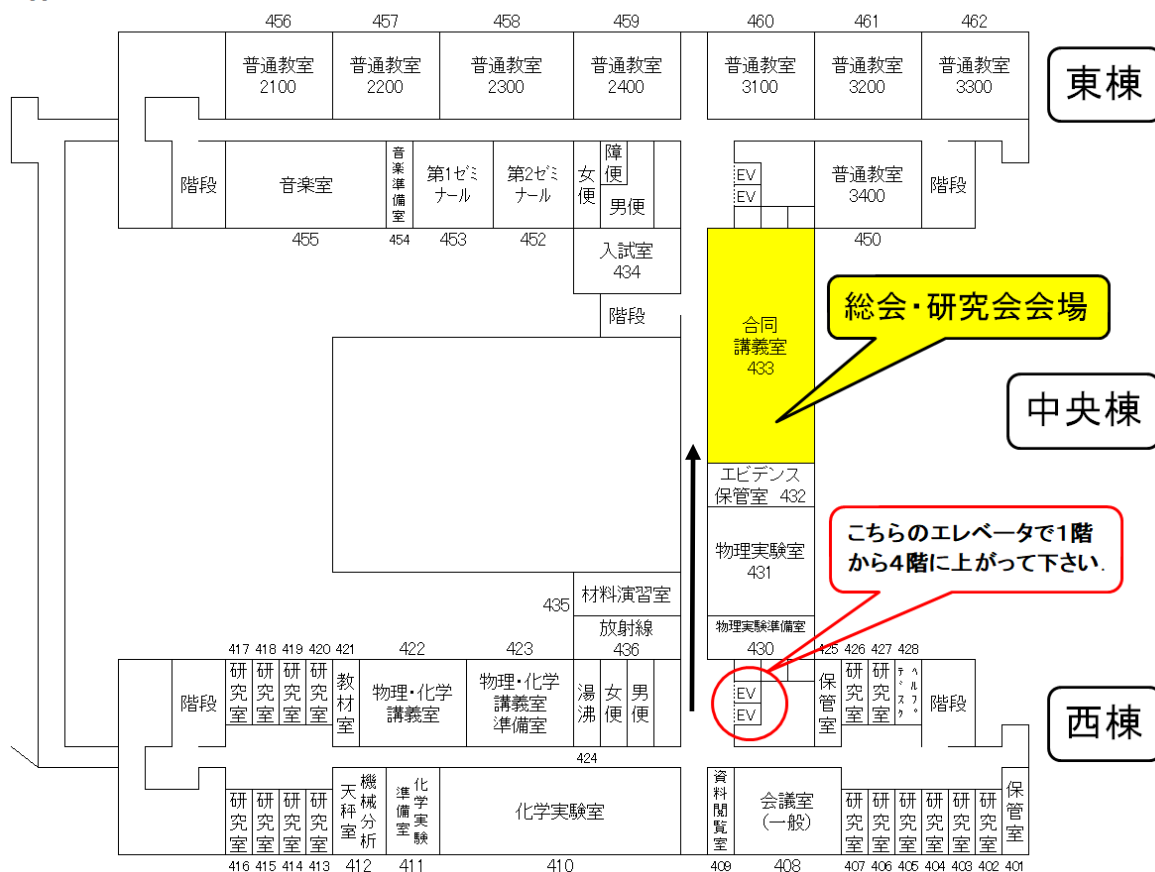 456 457 458 459 460 461 462
普通教室
2100
普通教室
2200
普通教室
2300
普通教室
2400
普通教室
3100
普通教室
3200
普通教室
3300
東棟
階段
音楽室
音楽準備室
第1ゼミ
ナール
第2ゼミ
ナール
女便
障便
男便
EV
EV
普通教室
3400
階段
455 454 453 452 450
入試室
434
階段
合同
講義室
433
総会・研究会会場
中央棟
エビデンス
保管室 432
物理実験室
431
こちらのエレベータで1階
から4階に上がって下さい.
435
材料演習室
放射線
436
物理実験準備室
430
417 418 419 420 421 422 423 425 426 427 428
階段
研究室
研究室
研究室
研究室
教材室
物理・化学
講義室
物理・化学
講義室
準備室
湯沸
女便
男便
EV
EV
保管室
研究室
研究室
ヘルプ
デスク
階段
西棟
424
研究室
研究室
研究室
研究室
機械分析
天秤室
化学実験
準備室
化学実験室
資料閲覧室
会議室
(一般)
研究室
研究室
研究室
研究室
研究室
研究室
保管室
416 415 414 413 412 411 410 409 408 407 406 405 404 403 402 401